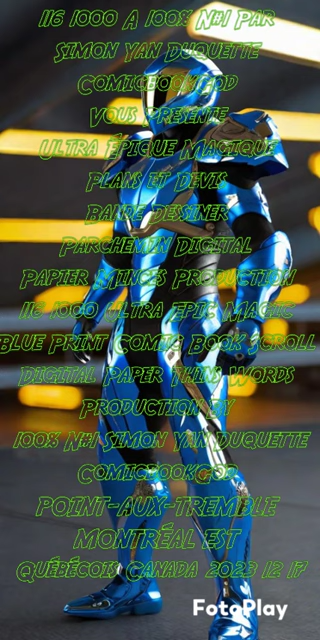 116 1000 A 100% N#1 PAR
SIMON YAN DUQUETTE
COMICBOOKGOD
VOUS PRÉSENTE
ULTRA ÉPIQUE MAGIQUE
PLANS ET DEVIS
BANDE DESSINER
PARCHEMIN DIGITAL
PAPIER MINCES PRODUCTION
116 1000 ULTRA EPIC MAGIC
BLUE PRINT COMIC BOOK SCROLL
DIGITAL PAPER THINS WORDS
PRODUCTION BY
100% N#1 SIMON YAN DUQUETTE
COMICBOOKGOD
POINT-AUX-TREMBLE
MONTRÉAL EST
QUÉBÉCOIS CANADA 2023 12 17
FotoPlay